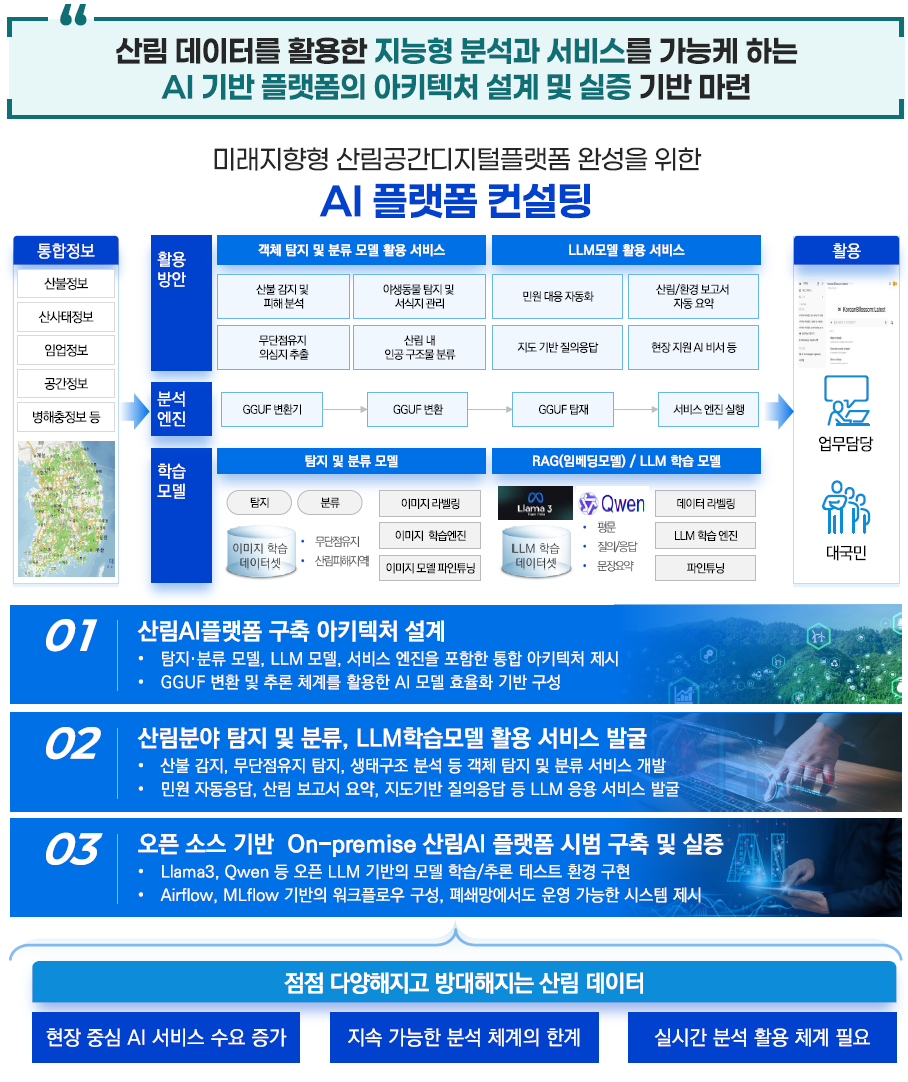 산림 데이터를 활용한 지능형 분석과 서비스를 가능케 하는
AI 기반 플랫폼의 아키텍처 설계 및 실증 기반 마련
미래지향형 산림공간디지털플랫폼 완성을 위한
AI 플랫폼 컨설팅
통합정보
산불정보
산사태정보
임업정보
공간정보
병해충정보 등
활용
방안
객체 탐지 및 분류 모델 활용 서비스
산불 감지 및
피해 분석
야생동물 탐지 및
서식지 관리
무단점유지
의심지 추출
산림 내
인공 구조물 분류
LLM모델 활용 서비스
민원 대응 자동화
산림/환경 보고서
자동 요약
지도 기반 질의응답
현장 지원 AI 비서 등
분석
엔진
GGUF 변환기
GGUF 변환
GGUF 탑재
서비스 엔진 실행
학습
모델
탐지 및 분류 모델
탐지
분류
이미지 학습
데이터셋
• 무단점유지
• 산림피해지역
이미지 라벨링
이미지 학습엔진
이미지 모델 파인튜닝
RAG(임베딩모델) / LLM 학습 모델
Llama 3
Qwen
LLM 학습
데이터셋
• 평문
• 질의/응답
• 문장요약
데이터 라벨링
LLM 학습 엔진
파인튜닝
활용
KoreanBllossom:Latest
업무담당
대국민
01
산림AI플랫폼 구축 아키텍처 설계
• 탐지·분류 모델, LLM 모델, 서비스 엔진을 포함한 통합 아키텍처 제시
• GGUF 변환 및 추론 체계를 활용한 AI 모델 효율화 기반 구성
02
산림분야 탐지 및 분류, LLM학습모델 활용 서비스 발굴
• 산불 감지, 무단점유지 탐지, 생태구조 분석 등 객체 탐지 및 분류 서비스 개발
• 민원 자동응답, 산림 보고서 요약, 지도기반 질의응답 등 LLM 응용 서비스 발굴
03
오픈 소스 기반 On-premise 산림AI 플랫폼 시범 구축 및 실증
• Llama3, Qwen 등 오픈 LLM 기반의 모델 학습/추론 테스트 환경 구현
• Airflow, MLflow 기반의 워크플로우 구성, 폐쇄망에서도 운영 가능한 시스템 제시
점점 다양해지고 방대해지는 산림 데이터
현장 중심 AI 서비스 수요 증가
지속 가능한 분석 체계의 한계
실시간 분석 활용 체계 필요